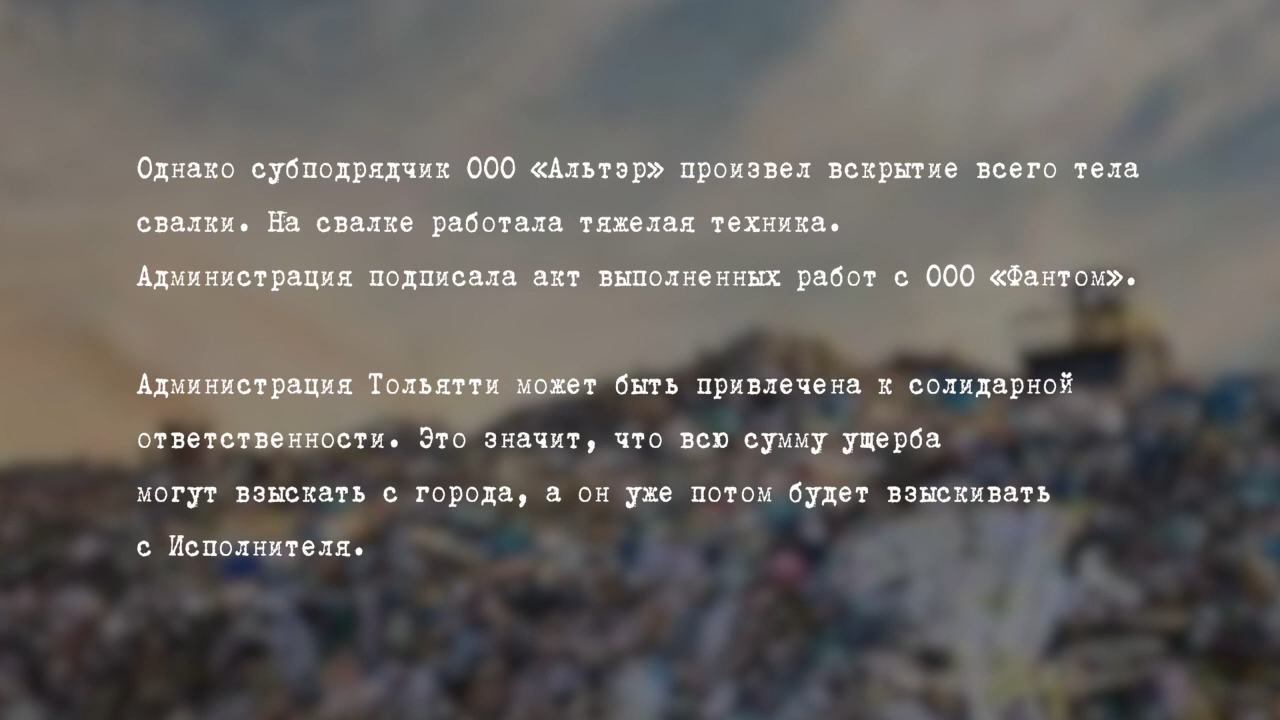 Однако субподрядчик ООО «Альтэр» произвел вскрытие всего тела
свалки. На свалке работала тяжелая техника.
Администрация подписала акт выполненных работ с ООО «Фантом».
Администрация Тольятти может быть привлечена к солидарной
ответственности. Это значит, что всю сумму ущерба
могут взыскать с города, а он уже потом будет взыскивать
с Исполнителя.